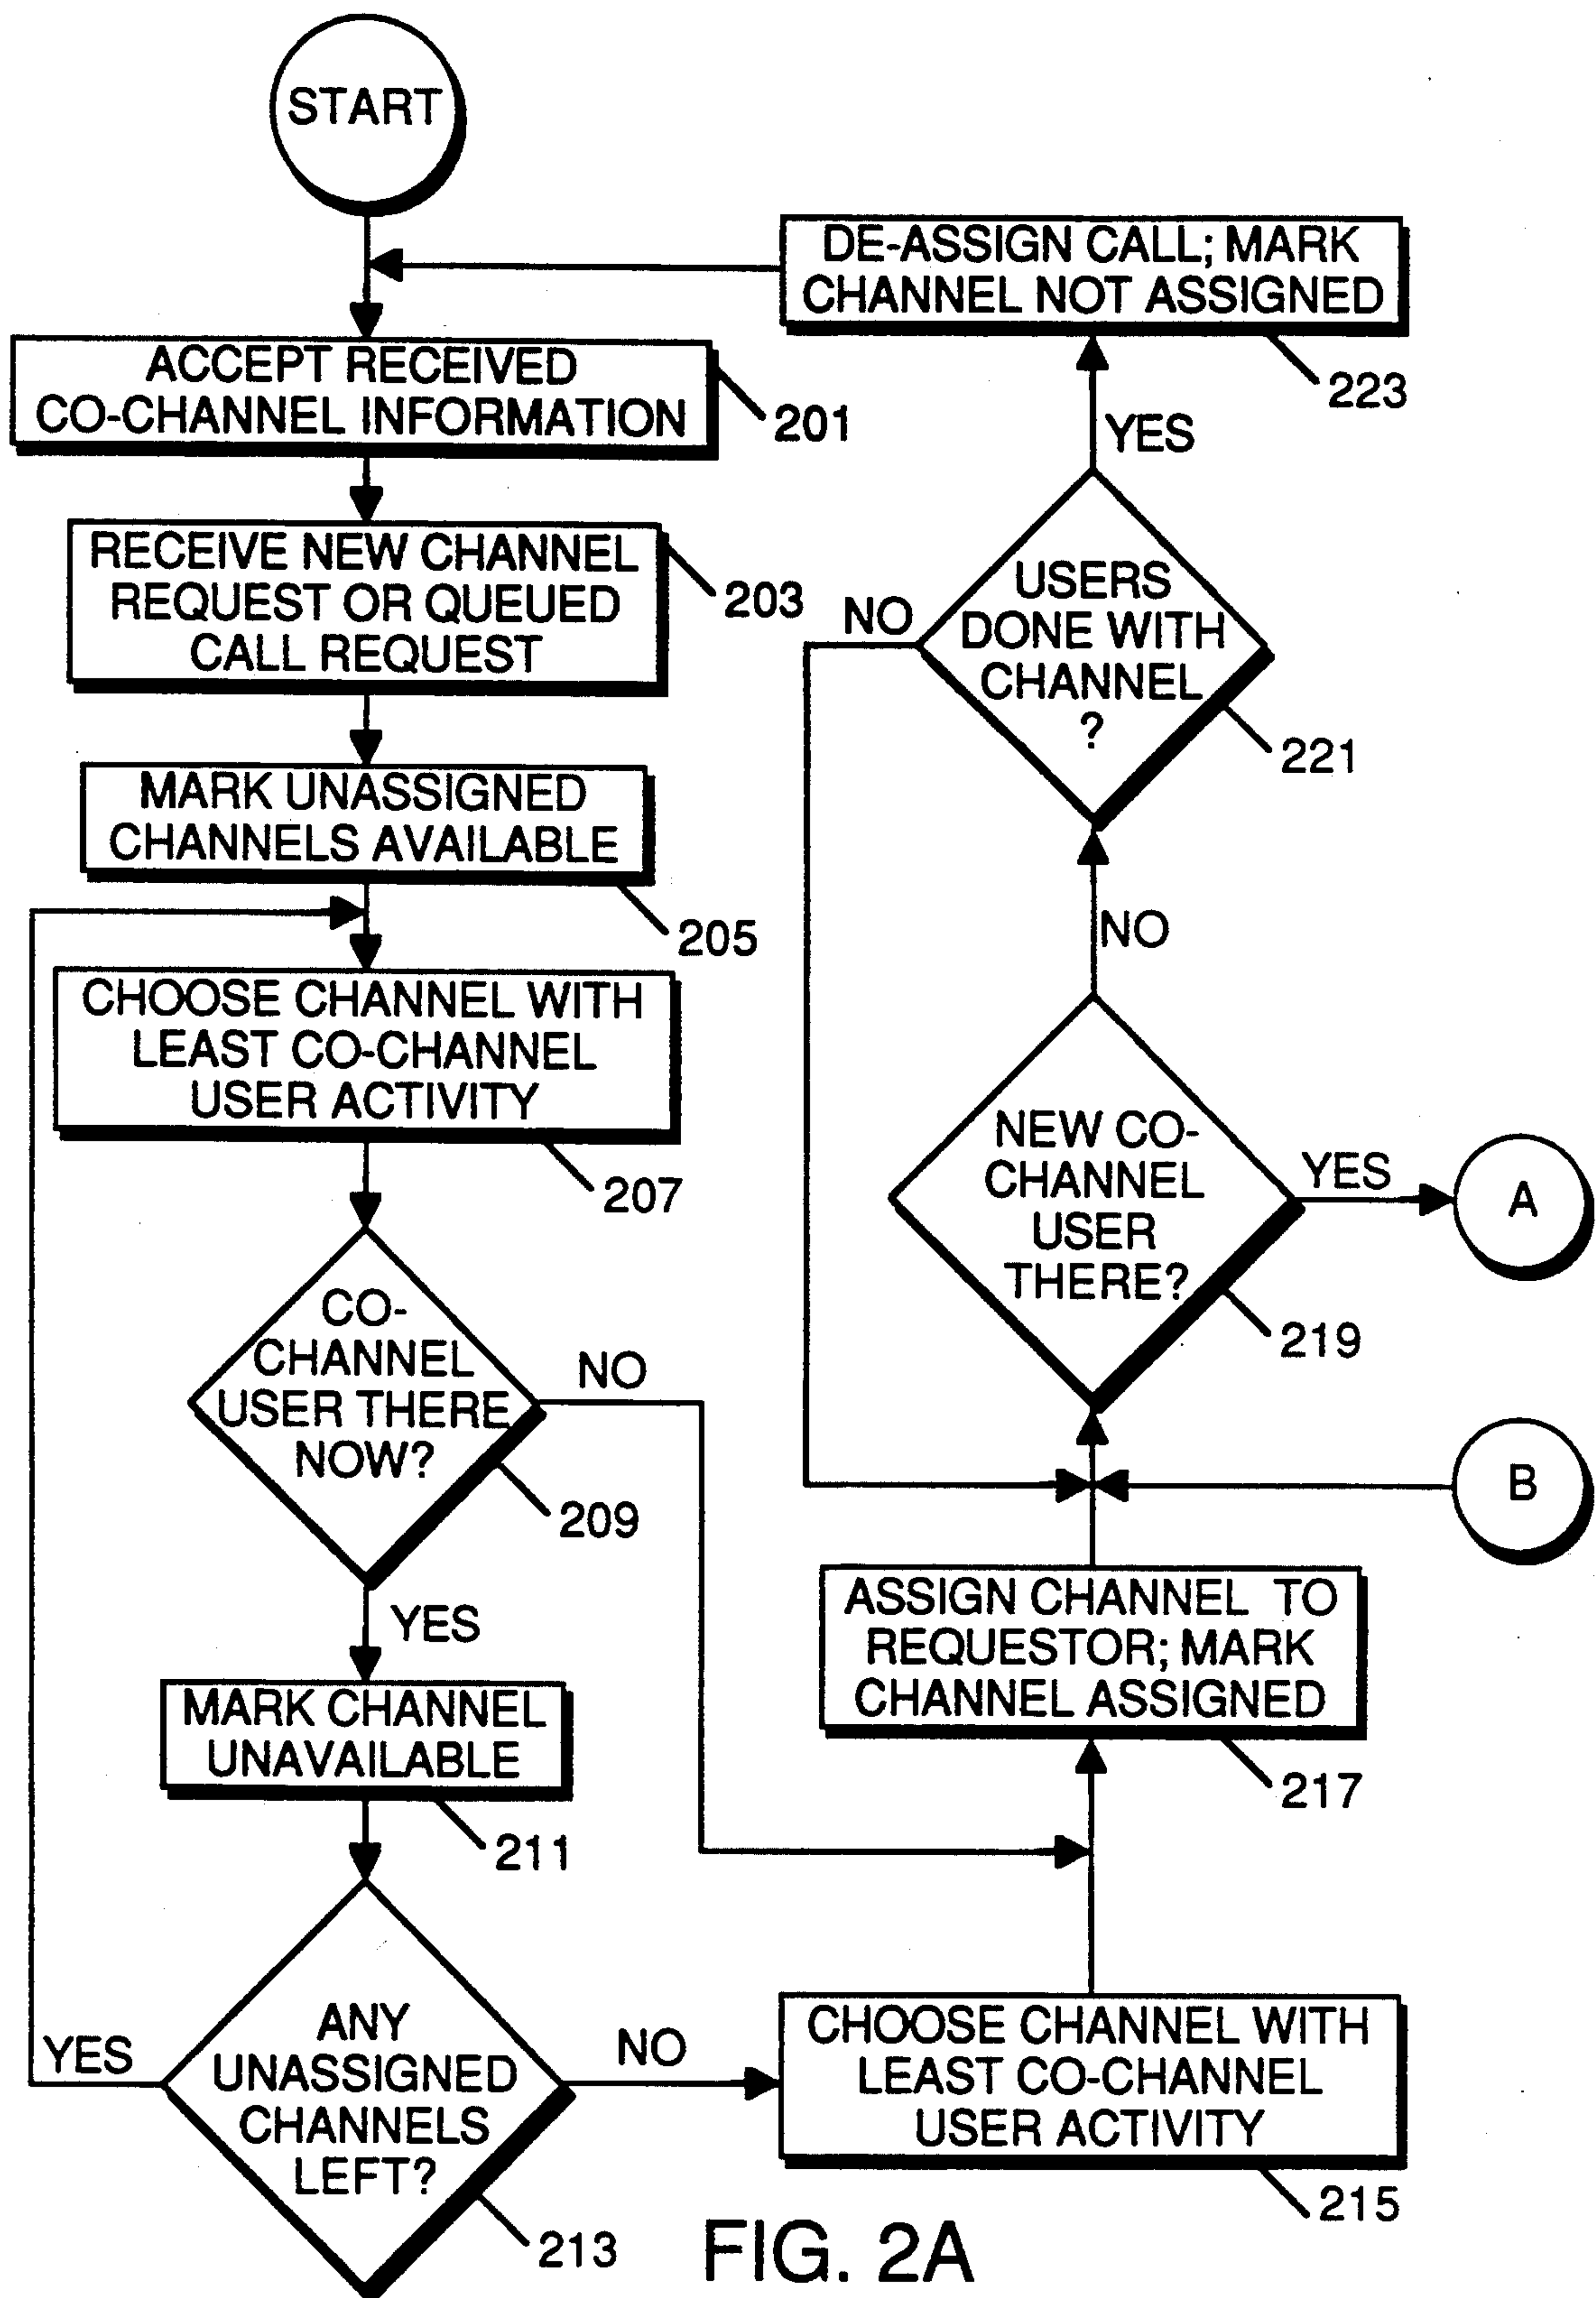 START
ACCEPT RECEIVED
CO-CHANNEL INFORMATION
201
RECEIVE NEW CHANNEL
REQUEST OR QUEUED
CALL REQUEST
203
MARK UNASSIGNED
CHANNELS AVAILABLE
205
CHOOSE CHANNEL WITH
LEAST CO-CHANNEL
USER ACTIVITY
207
CO-
CHANNEL
USER THERE
NOW?
209
NO
YES
MARK CHANNEL
UNAVAILABLE
211
ANY
UNASSIGNED
CHANNELS
LEFT?
213
YES
NO
CHOOSE CHANNEL WITH
LEAST CO-CHANNEL
USER ACTIVITY
215
ASSIGN CHANNEL TO
REQUESTOR; MARK
CHANNEL ASSIGNED
217
B
NEW CO-
CHANNEL
USER
THERE?
219
YES
A
NO
USERS
DONE WITH
CHANNEL
?
221
NO
YES
DE-ASSIGN CALL; MARK
CHANNEL NOT ASSIGNED
223
FIG. 2A